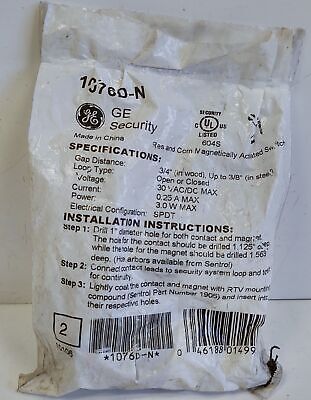 1076D-N
GE
GE
Security
Made in China
SECURITY
C UL US
LISTED
604S
Res and Com Magnetically Actuated Switch
SPECIFICATIONS:
Gap Distance: 3/4" (in wood), Up to 3/8" (in steel)
Loop Type: Open or Closed
Voltage: 30 V AC/DC MAX
Current: 0.25 A MAX
Power: 3.0 W MAX
Electrical Configuration: SPDT
INSTALLATION INSTRUCTIONS:
Step 1: Drill 1" diameter hole for both contact and magnet.
The hole for the contact should be drilled 1.125" deep,
while the hole for the magnet should be drilled 1.563"
deep. (Hole arbors available from Sentrol)
Step 2: Connect contact leads to security system loop and test
for continuity.
Step 3: Lightly coat the contact and magnet with RTV mounting
compound (Sentrol Part Number 1905) and insert into
their respective holes.
2
*1076D-N*
0 46188 01499